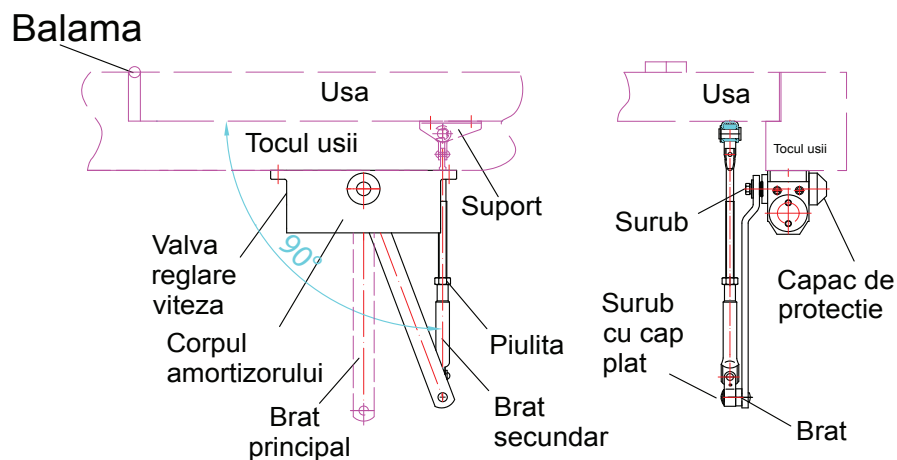 Balama
Usa
Tocul usii
Suport
90°
Valva
reglare
viteza
Corpul
amortizorului
Brat
principal
Piulita
Brat
secundar
Usa
Tocul usii
Surub
Capac de
protectie
Surub
cu cap
plat
Brat